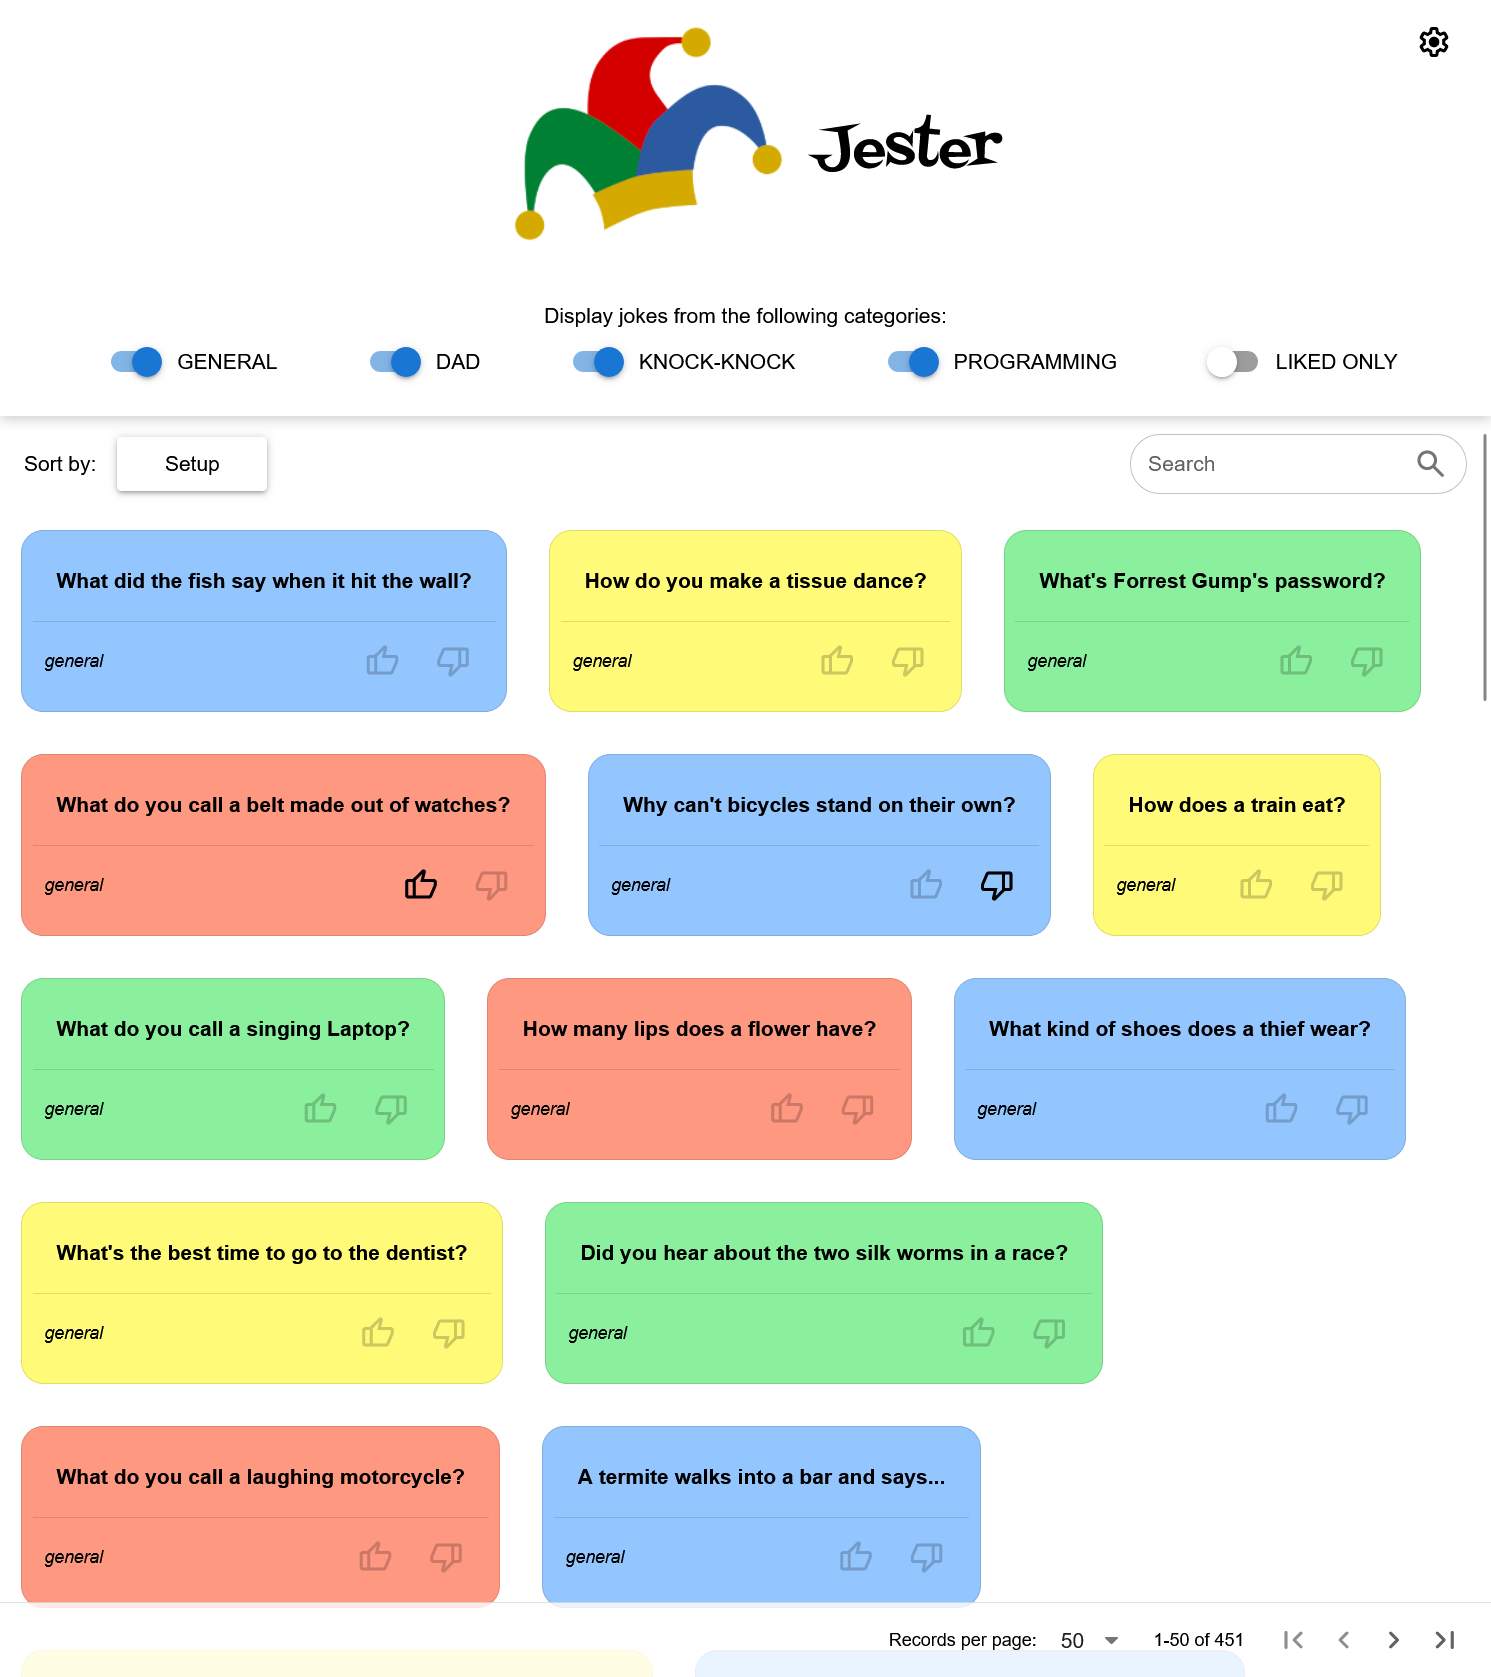 Jester
Display jokes from the following categories:
GENERAL DAD KNOCK-KNOCK PROGRAMMING LIKED ONLY
Sort by: Setup Search
What did the fish say when it hit the wall? How do you make a tissue dance? What's Forrest Gump's password?
general general general
What do you call a belt made out of watches? Why can't bicycles stand on their own? How does a train eat?
general general general
What do you call a singing Laptop? How many lips does a flower have? What kind of shoes does a thief wear?
general general general
What's the best time to go to the dentist? Did you hear about the two silk worms in a race?
general general
What do you call a laughing motorcycle? A termite walks into a bar and says...
general general
Records per page: 50 1-50 of 451